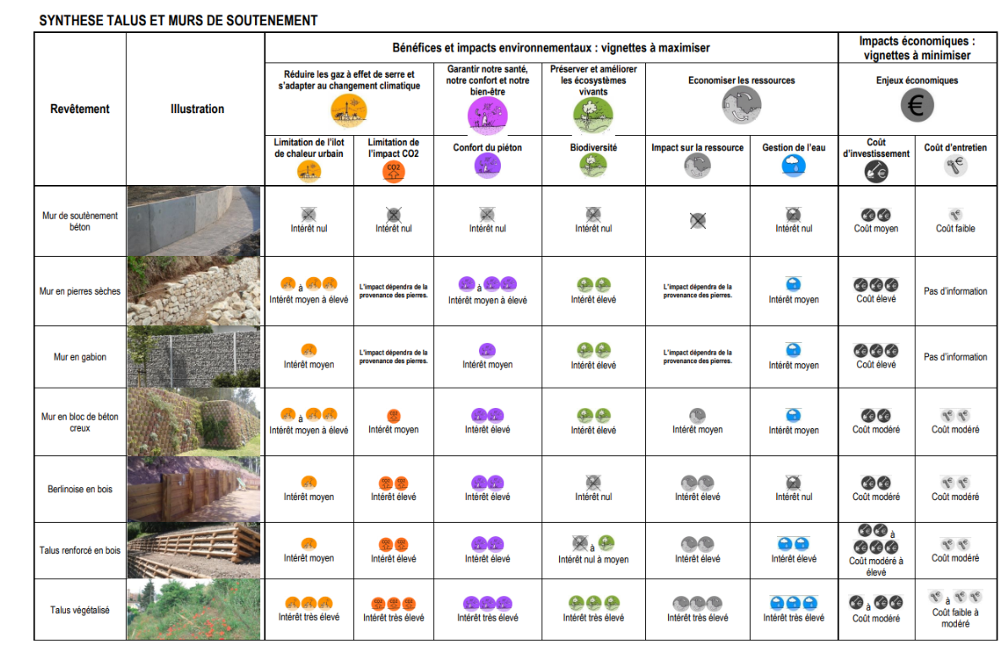 SYNTHESE TALUS ET MURS DE SOUTENEMENT
Revêtement
Illustration
Bénéfices et impacts environnementaux : vignettes à maximiser
Impacts économiques :
vignettes à minimiser
Réduire les gaz à effet de serre et
s'adapter au changement climatique
Garantir notre santé,
notre confort et notre
bien-être
Préserver et améliorer
les écosystèmes
vivants
Economiser les ressources
Enjeux économiques
€
Limitation de l'ilot
de chaleur urbain
Limitation de
l'impact CO2
CO2
Confort du piéton
Biodiversité
Impact sur la ressource
Gestion de l'eau
Coût
d'investissement
€
Coût d'entretien
€
Mur de soutènement
béton
Intérêt nul
Intérêt nul
Intérêt nul
Intérêt nul
Intérêt nul
Coût moyen
Coût faible
Mur en pierres sèches
à
Intérêt moyen à élevé
L'impact dépendra de la
provenance des pierres.
à
Intérêt moyen à élevé
Intérêt élevé
L'impact dépendra de la
provenance des pierres.
Intérêt moyen
Coût élevé
Pas d'information
Mur en gabion
Intérêt moyen
L'impact dépendra de la
provenance des pierres.
Intérêt moyen
Intérêt élevé
L'impact dépendra de la
provenance des pierres.
Intérêt moyen
Coût élevé
Pas d'information
Mur en bloc de béton
creux
à
Intérêt moyen à élevé
Intérêt moyen
Intérêt élevé
Intérêt élevé
Intérêt moyen
Intérêt moyen
Coût modéré
Coût modéré
Berlinoise en bois
Intérêt moyen
Intérêt élevé
Intérêt élevé
Intérêt nul
Intérêt élevé
Intérêt nul
Coût modéré
Coût modéré
Talus renforcé en bois
Intérêt moyen
Intérêt élevé
Intérêt élevé
à
Intérêt nul à moyen
Intérêt élevé
Intérêt élevé
à
Coût modéré à
élevé
Coût modéré
Talus végétalisé
Intérêt très élevé
Intérêt très élevé
Intérêt très élevé
Intérêt très élevé
Intérêt très élevé
Intérêt très élevé
à
Coût modéré
à
Coût faible à
modéré